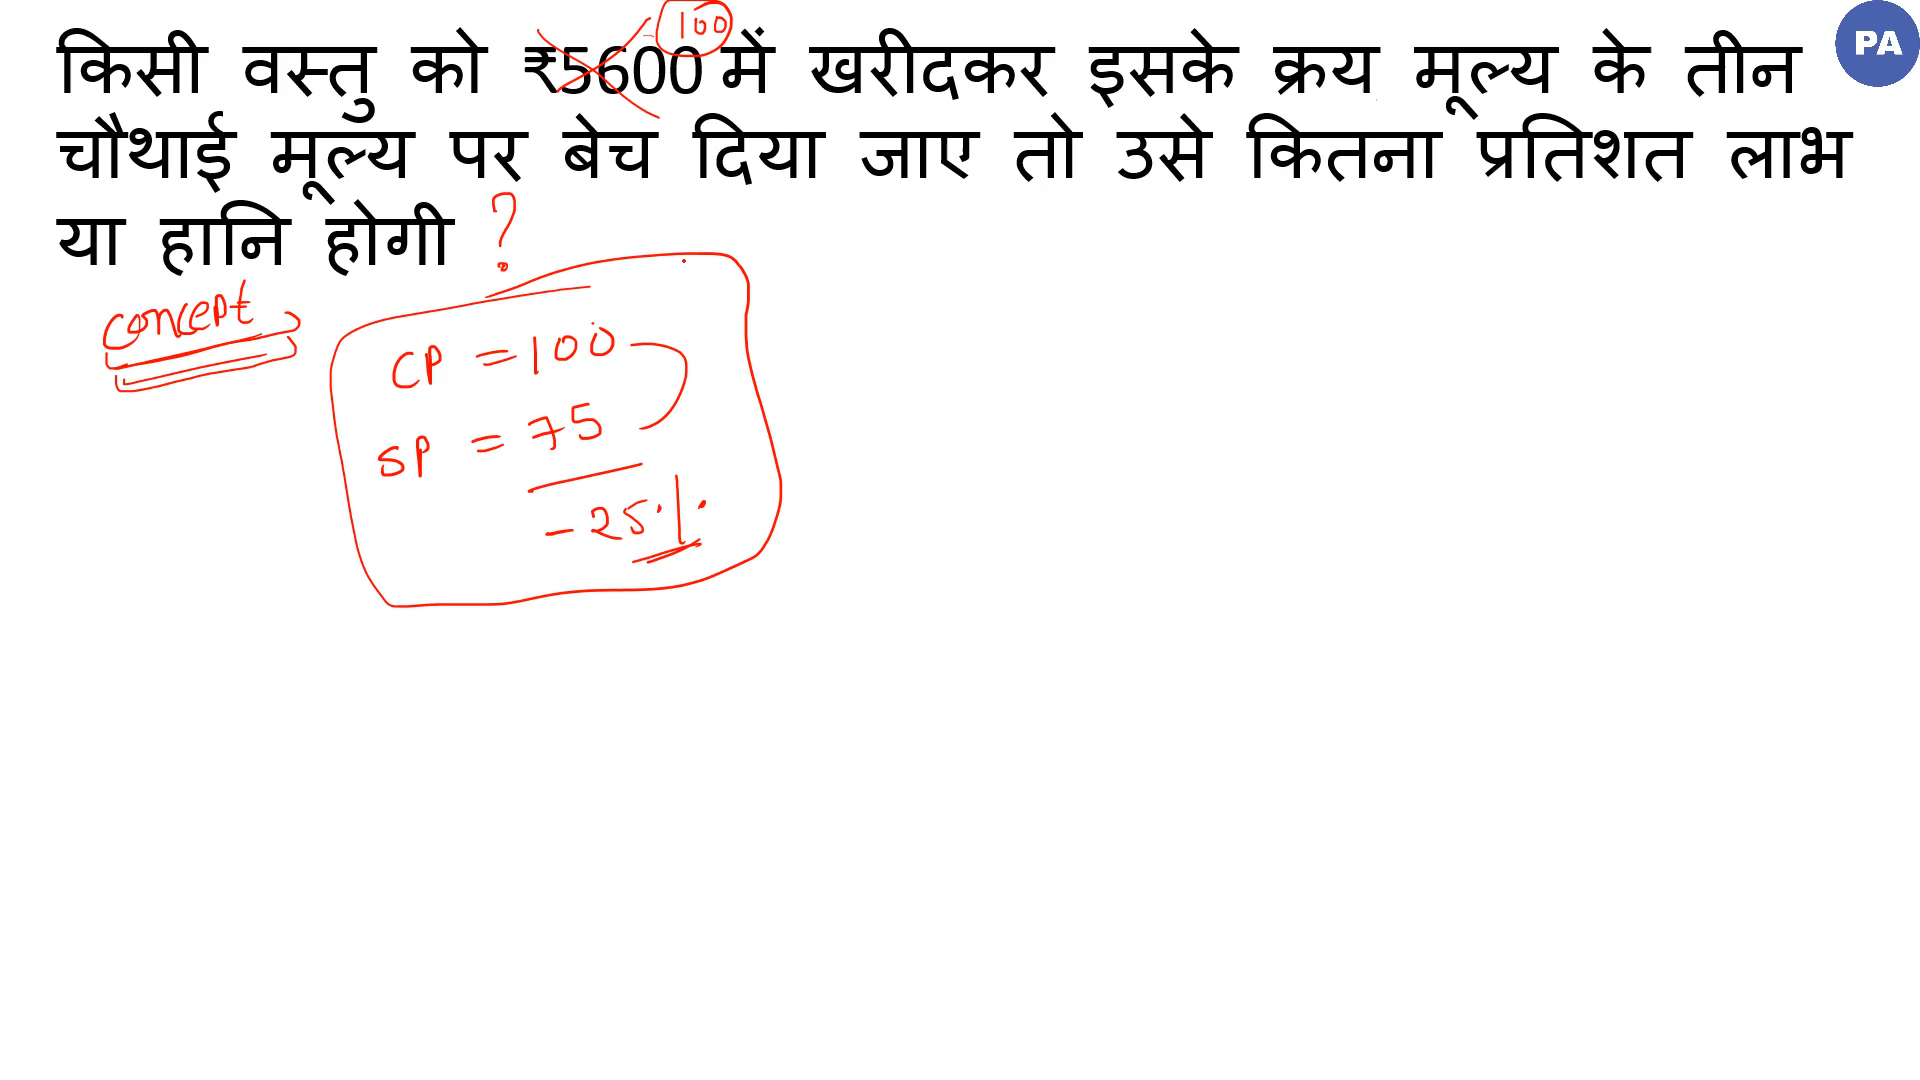 100
PA
किसी वस्तु को ₹5600 में खरीदकर इसके क्रय मूल्य के तीन
चौथाई मूल्य पर बेच दिया जाए तो उसे कितना प्रतिशत लाभ
या हानि होगी ?
concept
CP = 100
SP = 75
- 25%